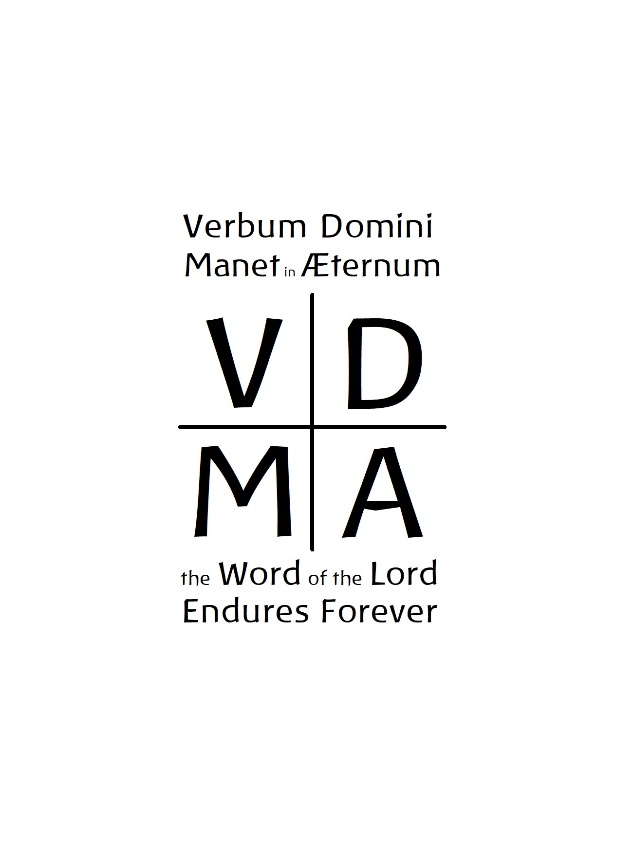 Verbum Domini
Manet in Æternum
V D
M A
the Word of the Lord
Endures Forever